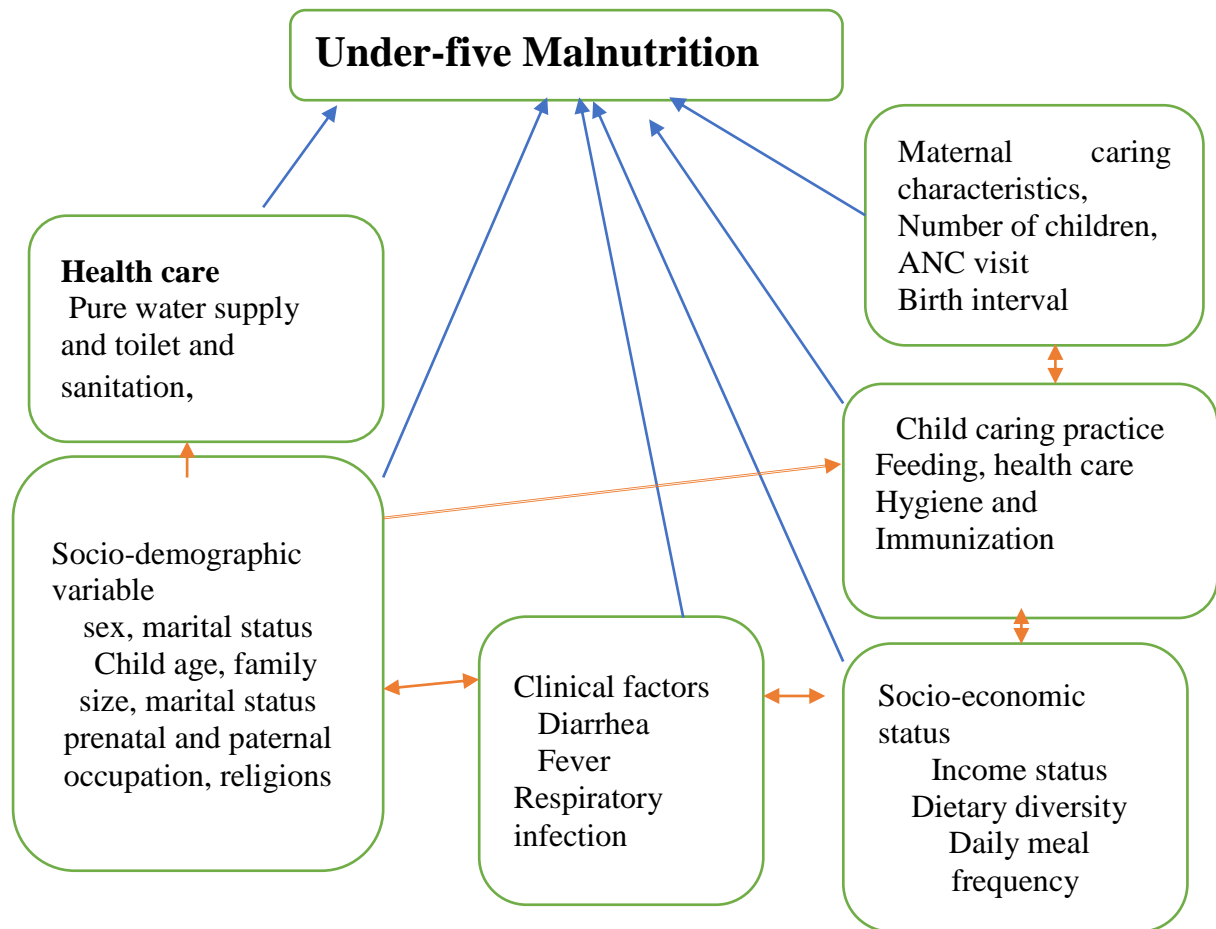 Under-five Malnutrition
Maternal caring
characteristics,
Number of children,
ANC visit
Birth interval
Health care
Pure water supply
and toilet and
sanitation,
Child caring practice
Feeding, health care
Hygiene and
Immunization
Socio-demographic
variable
sex, marital status
Child age, family
size, marital status
prenatal and paternal
occupation, religions
Clinical factors
Diarrhea
Fever
Respiratory
infection
Socio-economic
status
Income status
Dietary diversity
Daily meal
frequency